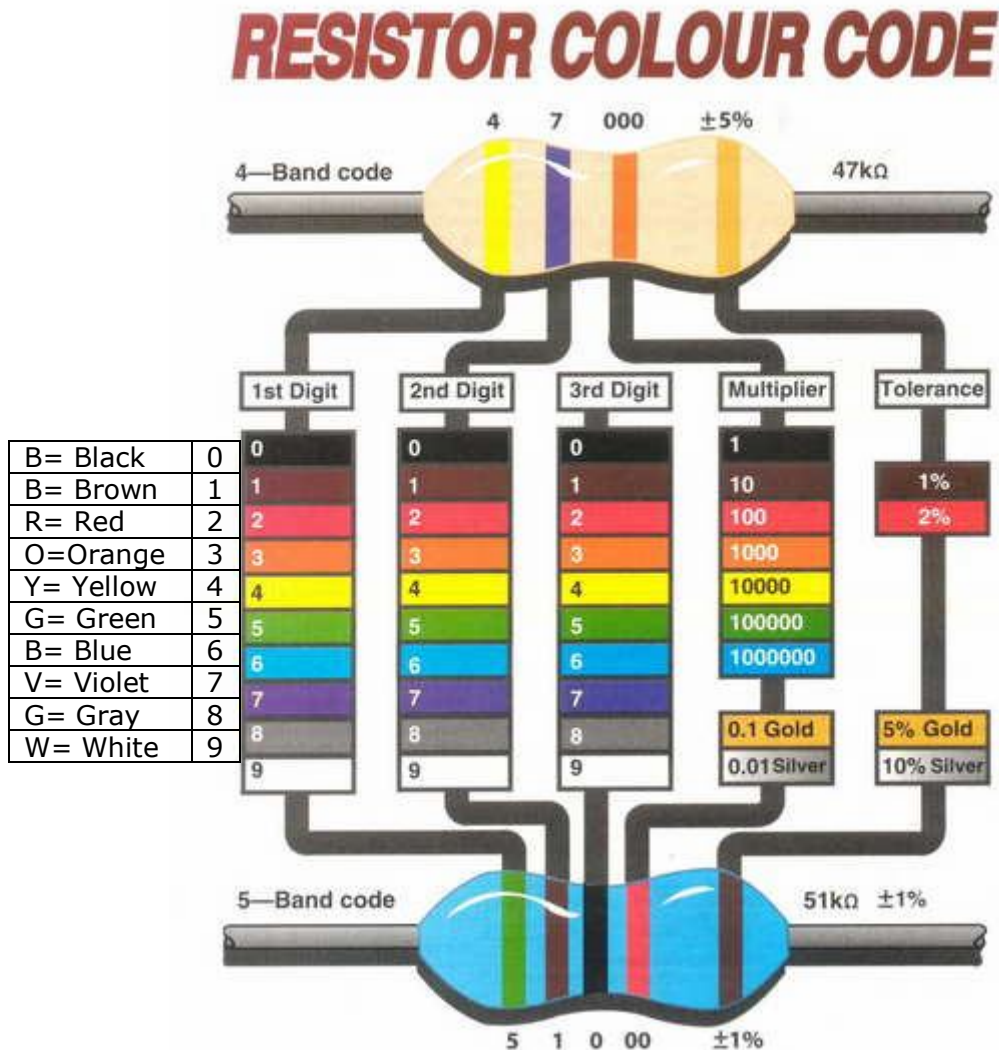 RESISTOR COLOUR CODE
4 7 000 ±5%
4—Band code 47kΩ
1st Digit 2nd Digit 3rd Digit Multiplier Tolerance
B= Black 0 0 0 0 1
B= Brown 1 1 1 1 10 1%
R= Red 2 2 2 2 100 2%
O=Orange 3 3 3 3 1000
Y= Yellow 4 4 4 4 10000
G= Green 5 5 5 5 100000
B= Blue 6 6 6 6 1000000
V= Violet 7 7 7 7
G= Gray 8 8 8 8 0.1 Gold 5% Gold
W= White 9 9 9 9 0.01 Silver 10% Silver
5—Band code 51kΩ ±1%
5 1 0 00 ±1%